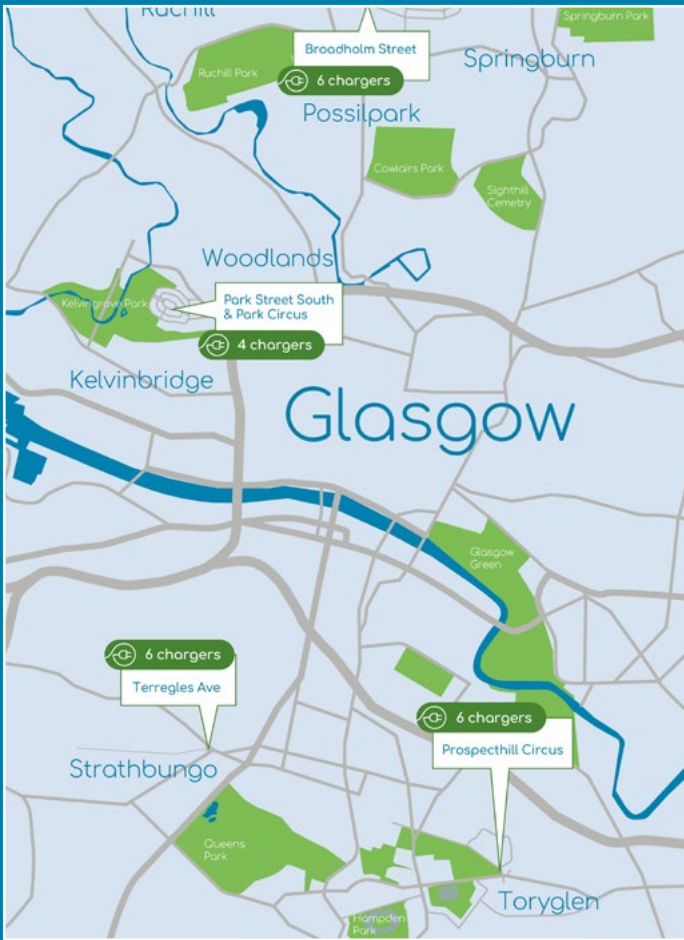 Ruchill
Broadholm Street
Springburn Park
Springburn
Ruchill Park
6 chargers
Possilpark
Cowlairs Park
Sighthill
Cemetry
Woodlands
Kelvingrove Park
Park Street South
& Park Circus
4 chargers
Kelvinbridge
Glasgow
Glasgow
Green
6 chargers
Terregles Ave
6 chargers
Prospecthill Circus
Strathbungo
Queens
Park
Toryglen
Hampden
Park